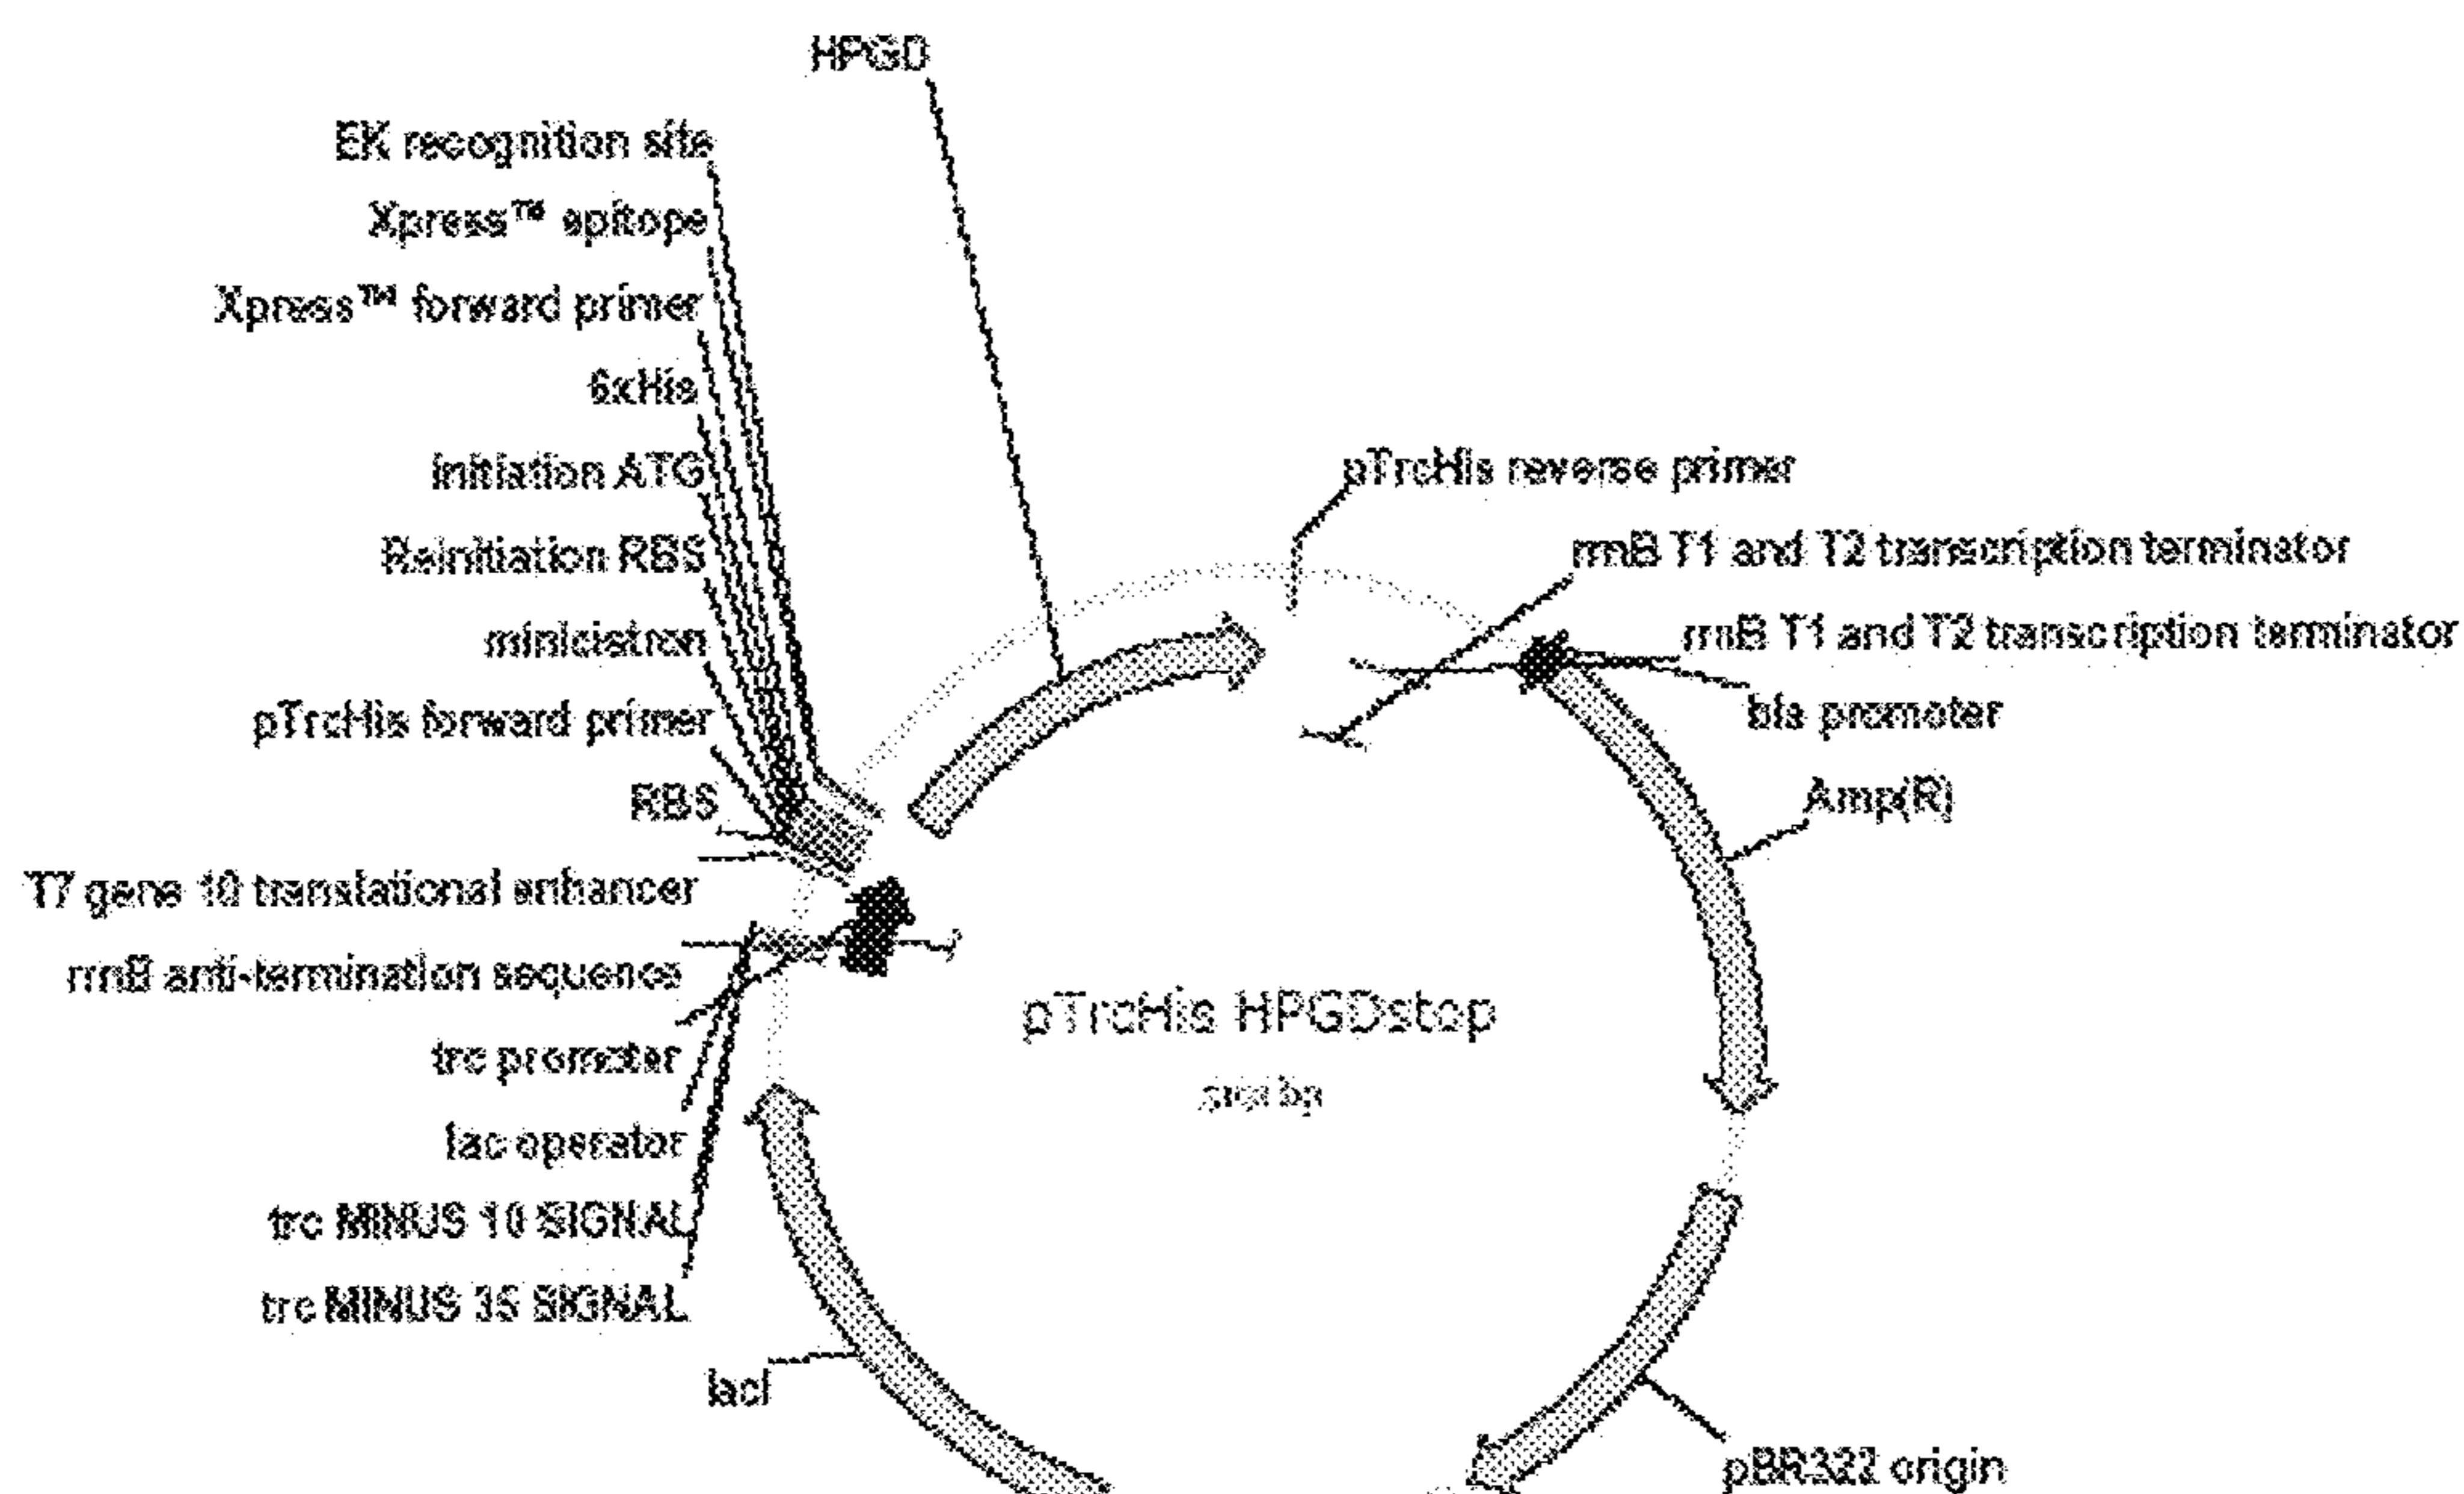 HPGD
EK recognition site
Xpress™ epitope
Xpress™ forward primer
6xHis
Initiation ATG
Reinitiation RBS
minicistron
pTrcHis forward primer
RBS
T7 gene 10 translational enhancer
rrnB anti-termination sequence
trc promoter
lac operator
trc MINUS 10 SIGNAL
trc MINUS 35 SIGNAL
lacI
pTrcHis reverse primer
rrnB T1 and T2 transcription terminator
rrnB T1 and T2 transcription terminator
bla promoter
Amp(R)
pTrcHis HPGDstop
bp
pBR322 origin